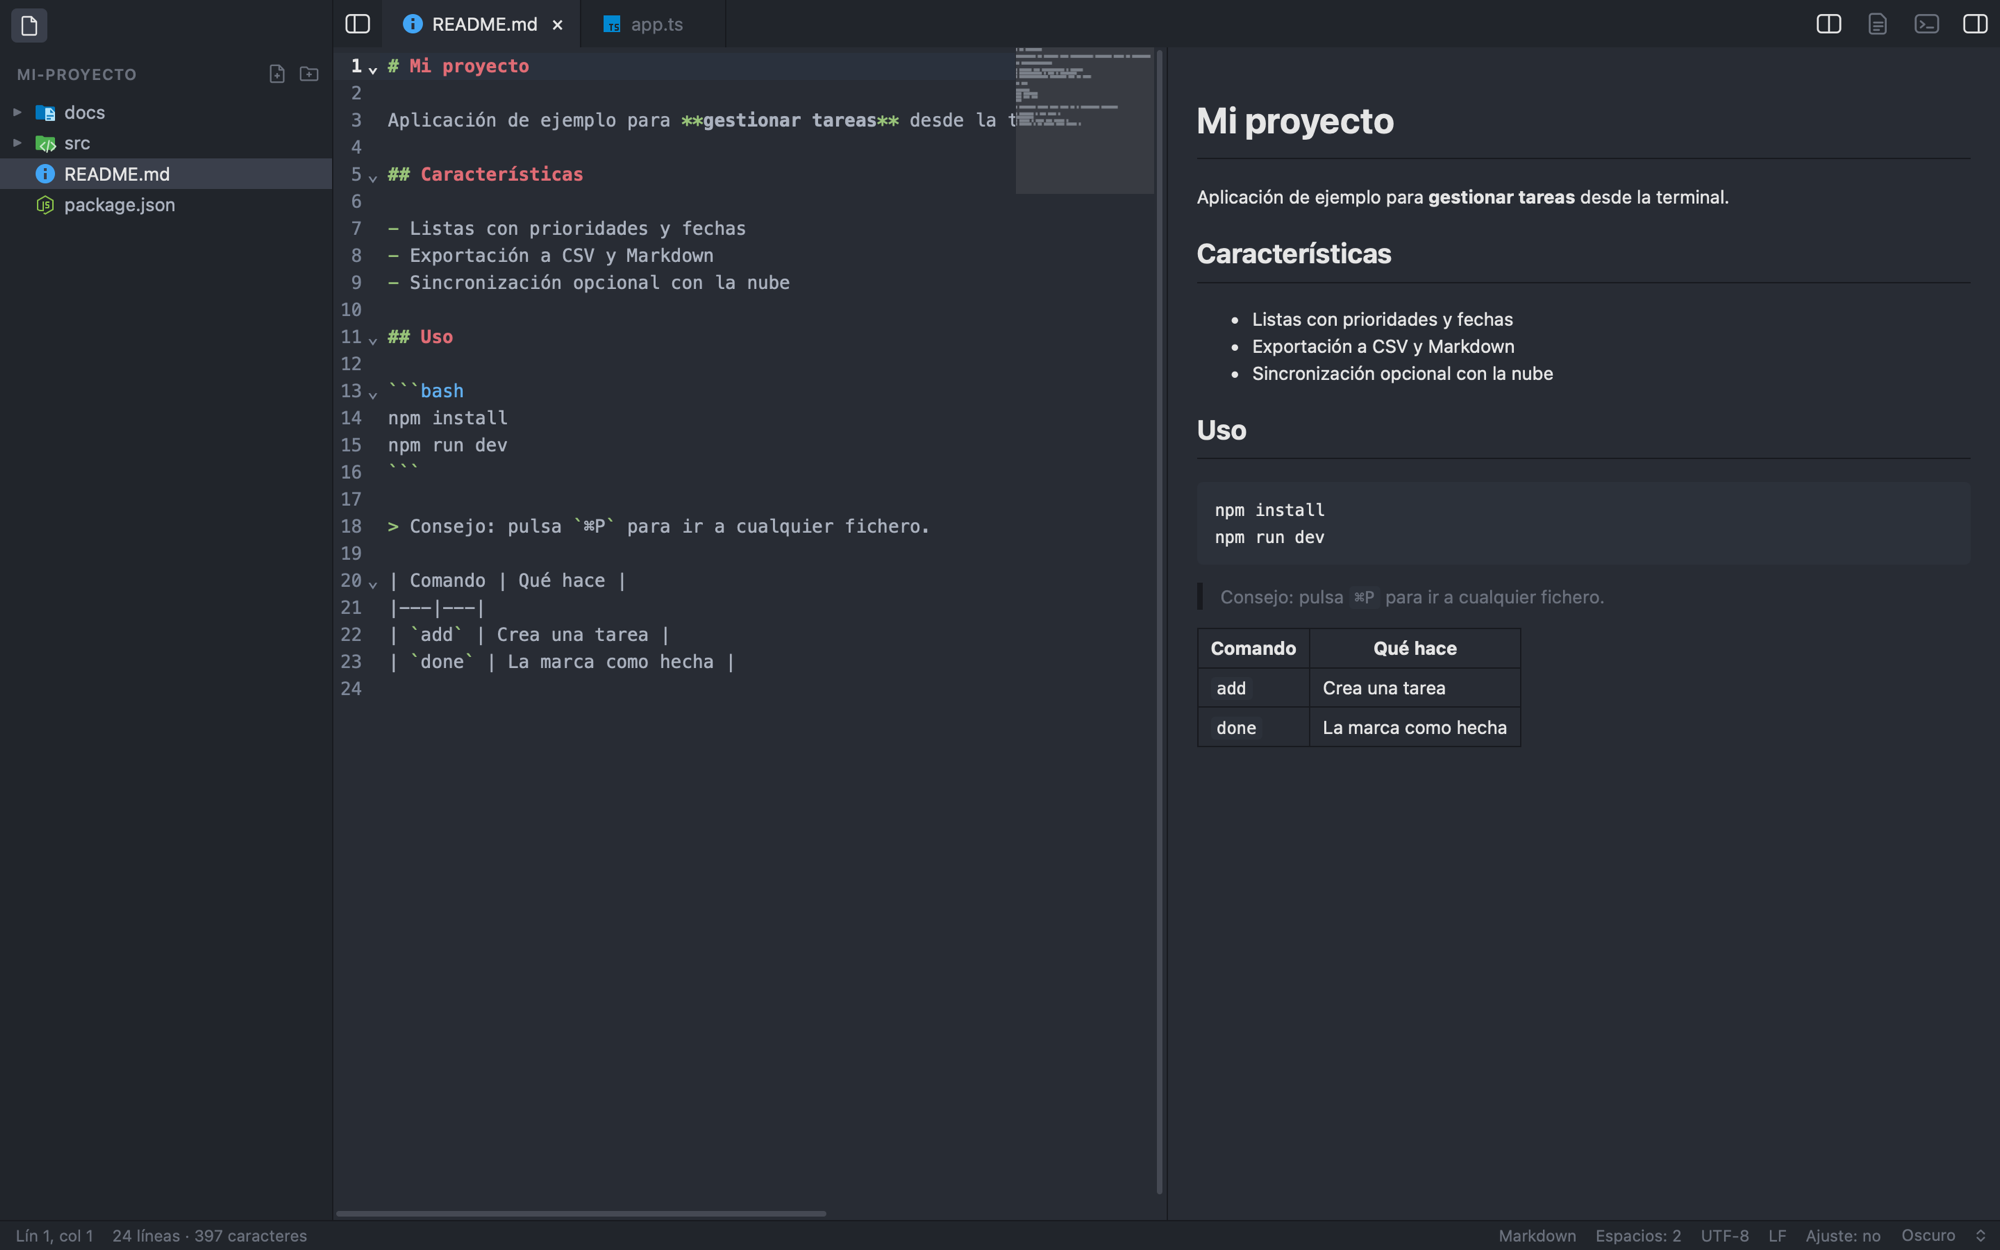 README.md
app.ts
MI-PROYECTO
docs
src
README.md
package.json
1 # Mi proyecto
2
3 Aplicación de ejemplo para **gestionar tareas** desde la t
4
5 ## Características
6
7 - Listas con prioridades y fechas
8 - Exportación a CSV y Markdown
9 - Sincronización opcional con la nube
10
11 ## Uso
12
13 ```bash
14 npm install
15 npm run dev
16 ```
17
18 > Consejo: pulsa `⌘P` para ir a cualquier fichero.
19
20 | Comando | Qué hace |
21 |---|---|
22 | `add` | Crea una tarea |
23 | `done` | La marca como hecha |
24
Mi proyecto
Aplicación de ejemplo para gestionar tareas desde la terminal.
Características
• Listas con prioridades y fechas
• Exportación a CSV y Markdown
• Sincronización opcional con la nube
Uso
npm install
npm run dev
Consejo: pulsa ⌘P para ir a cualquier fichero.
Comando Qué hace
add Crea una tarea
done La marca como hecha
Lín 1, col 1 24 líneas · 397 caracteres Markdown Espacios: 2 UTF-8 LF Ajuste: no Oscuro